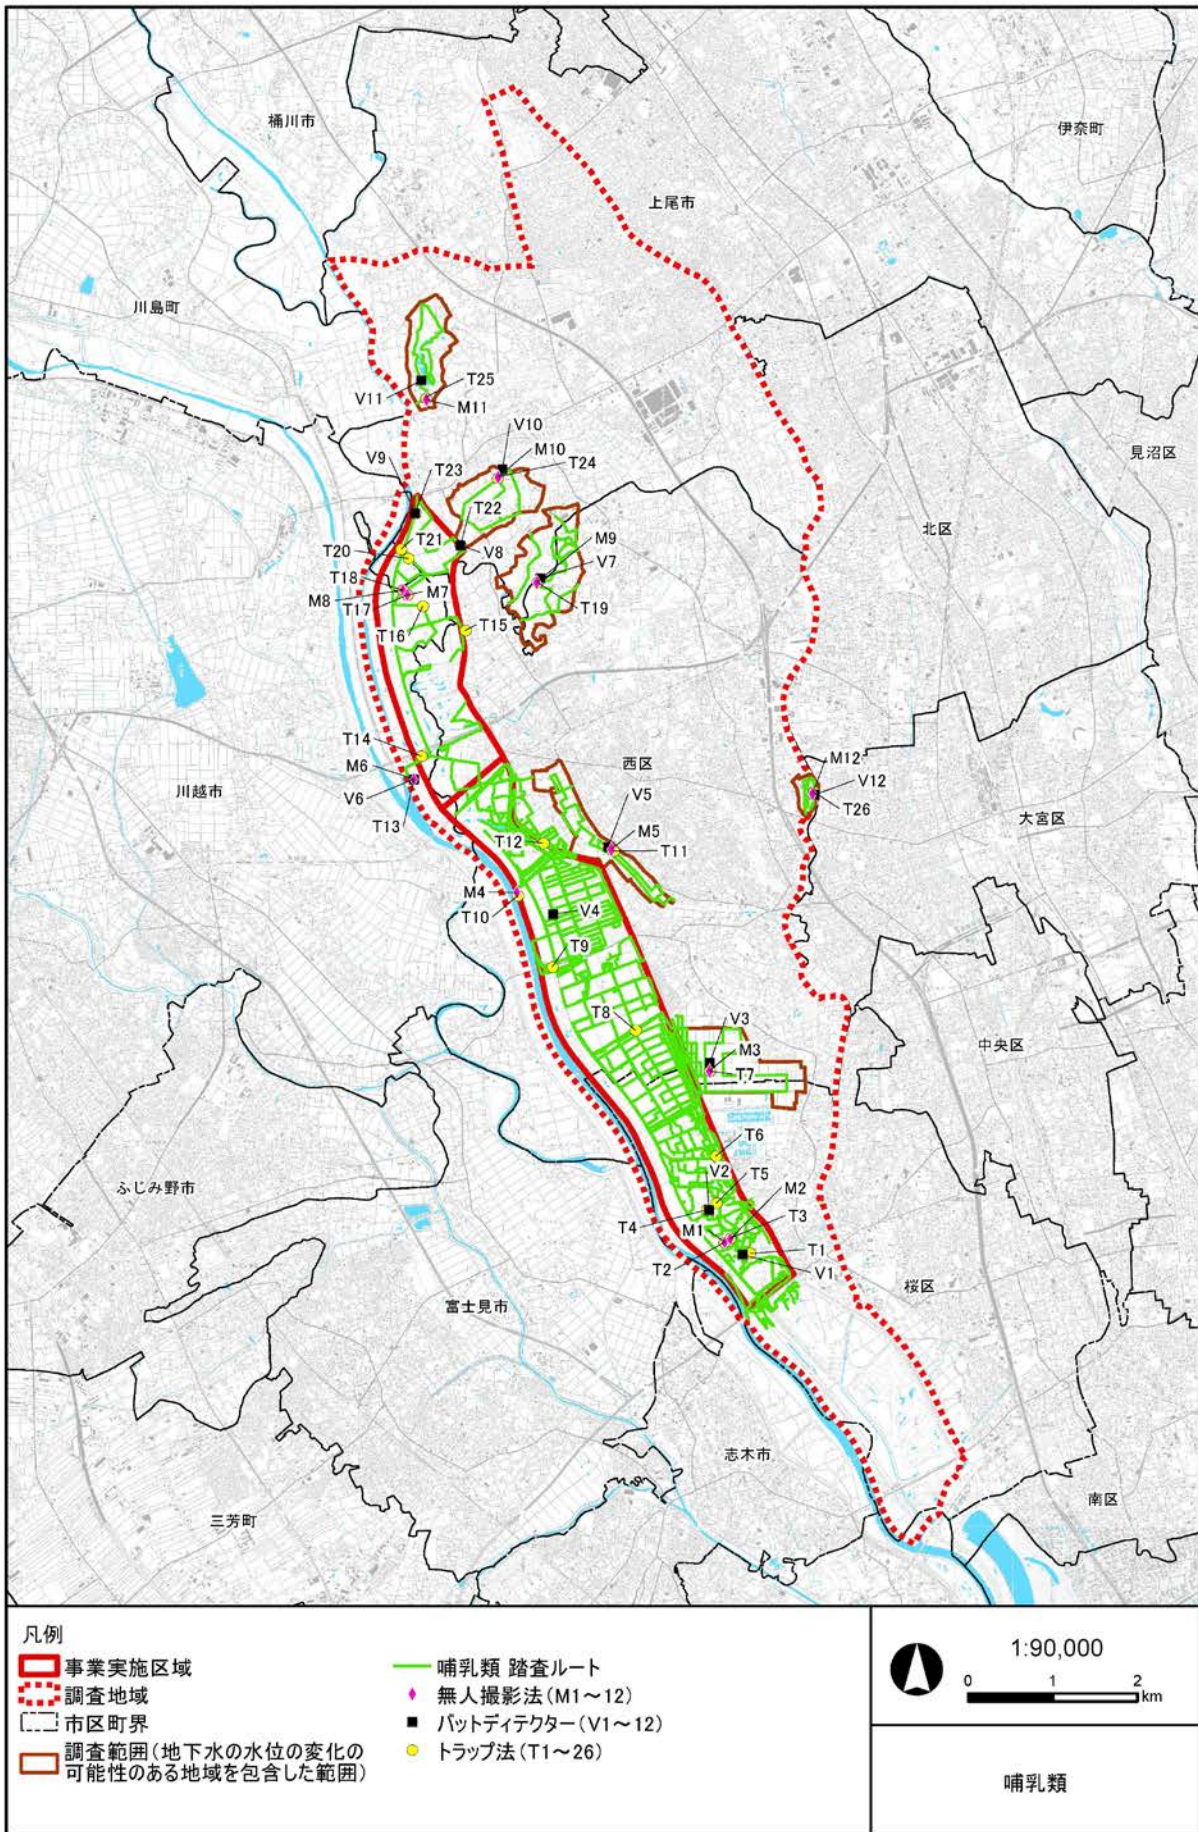 桶川市
伊奈町
上尾市
川島町
V11
T25
M11
V10
M10
T24
見沼区
V9
T23
T22
北区
T21
T20
V8
M9
V7
T18
M8
M7
T17
T19
T16
T15
T14
西区
M6
V6
T13
川越市
M12
V12
T26
大宮区
V5
M5
T11
T12
M4
T10
V4
T9
T8
V3
M3
T7
中央区
T6
V2
T5
M2
ふじみ野市
T4
M1
T3
T1
T2
V1
桜区
富士見市
志木市
南区
三芳町
凡例
事業実施区域
調査地域
市区町界
調査範囲(地下水の水位の変化の
可能性のある地域を包含した範囲)
哺乳類 踏査ルート
無人撮影法(M1~12)
バットディテクター(V1~12)
トラップ法(T1~26)
1:90,000
0 1 2
km
哺乳類